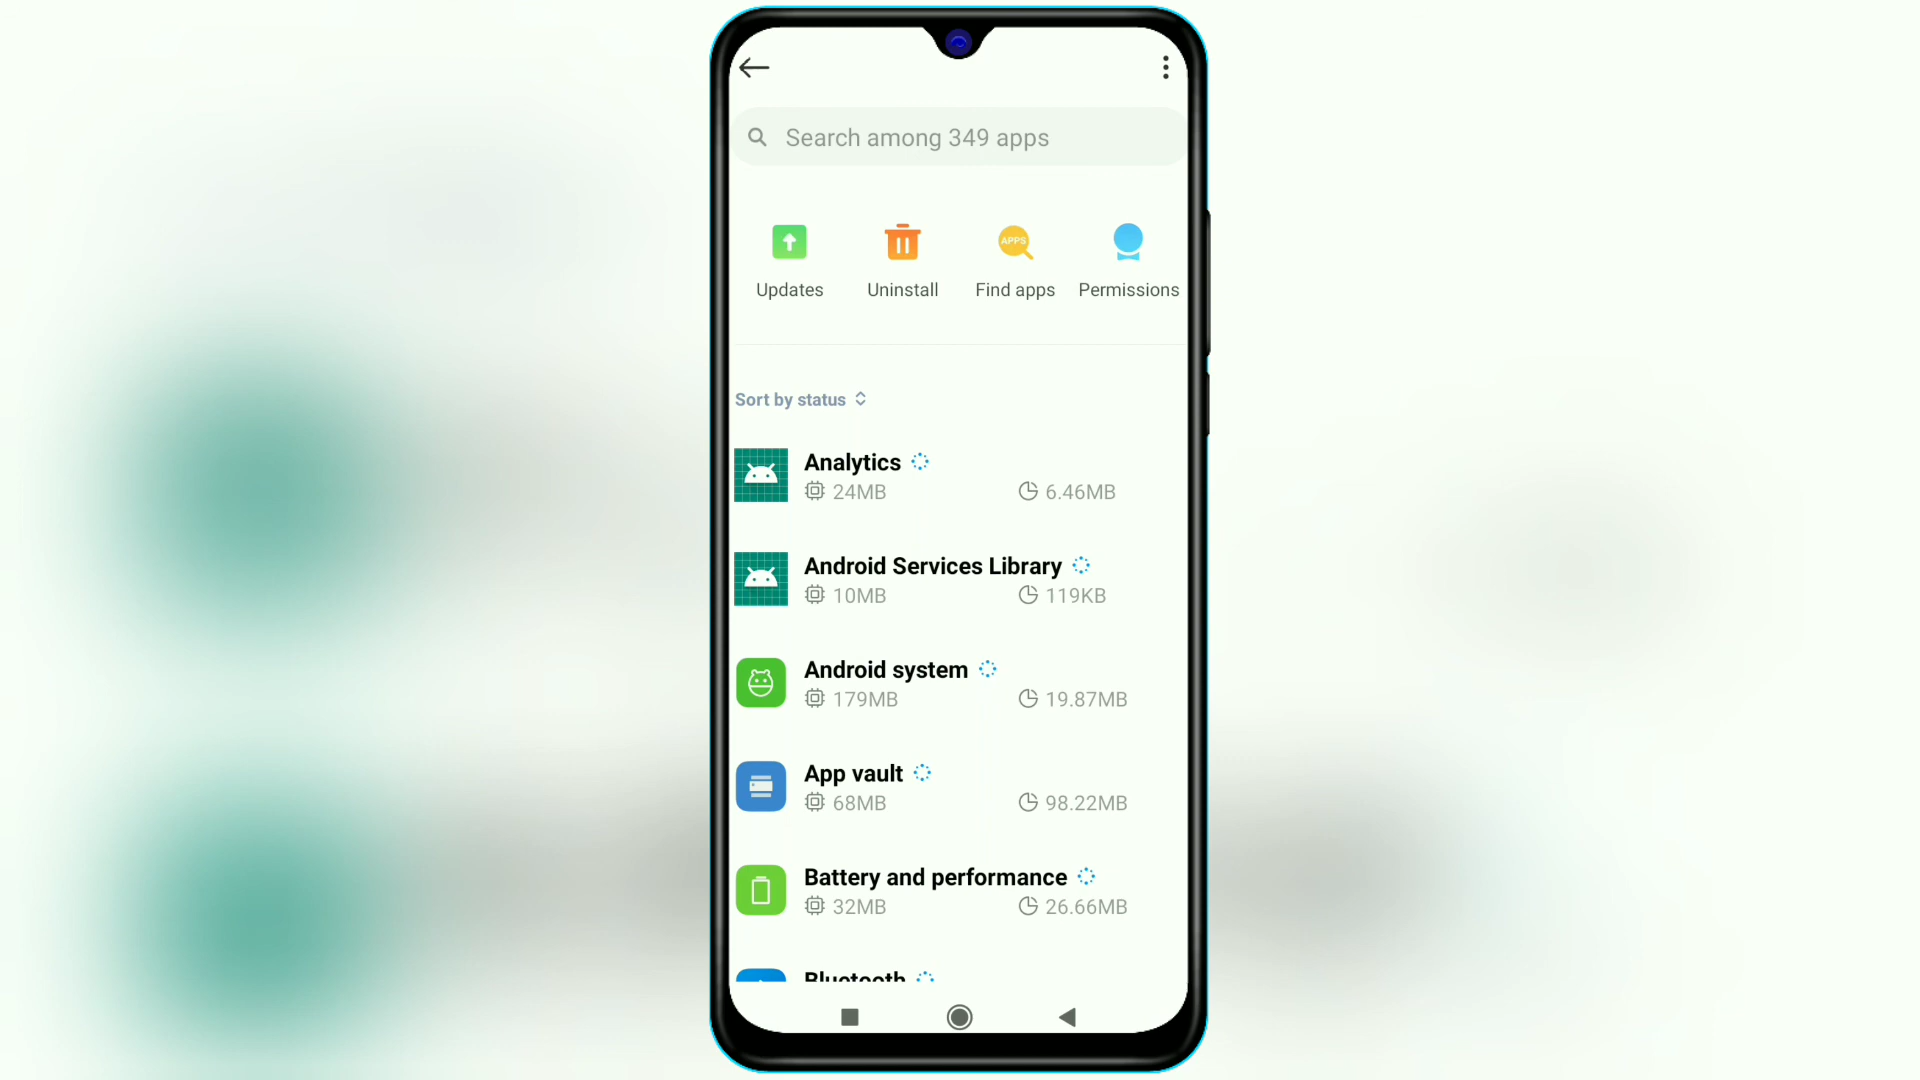 Search among 349 apps
APPS
Updates Uninstall Find apps Permissions
Sort by status
Analytics
24MB 6.46MB
Android Services Library
10MB 119KB
Android system
179MB 19.87MB
App vault
68MB 98.22MB
Battery and performance
32MB 26.66MB
Bluetooth